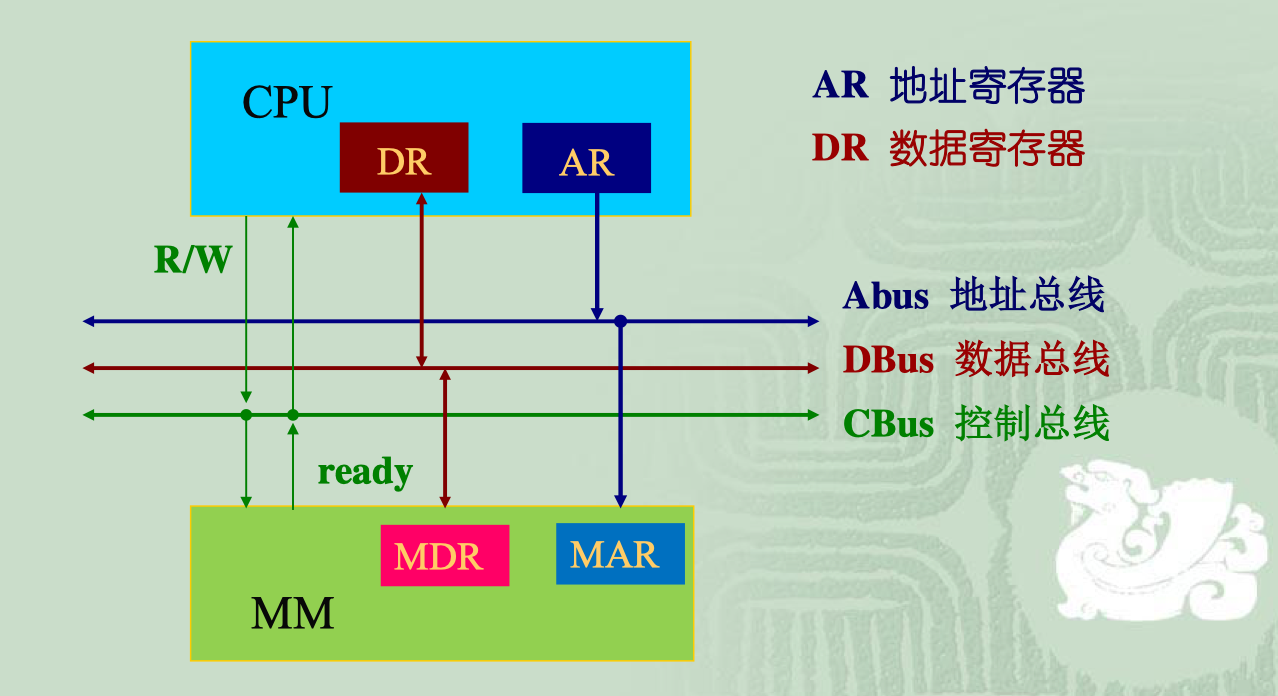 CPU
DR
AR
AR 地址寄存器
DR 数据寄存器
R/W
Abus 地址总线
DBus 数据总线
CBus 控制总线
ready
MDR
MAR
MM